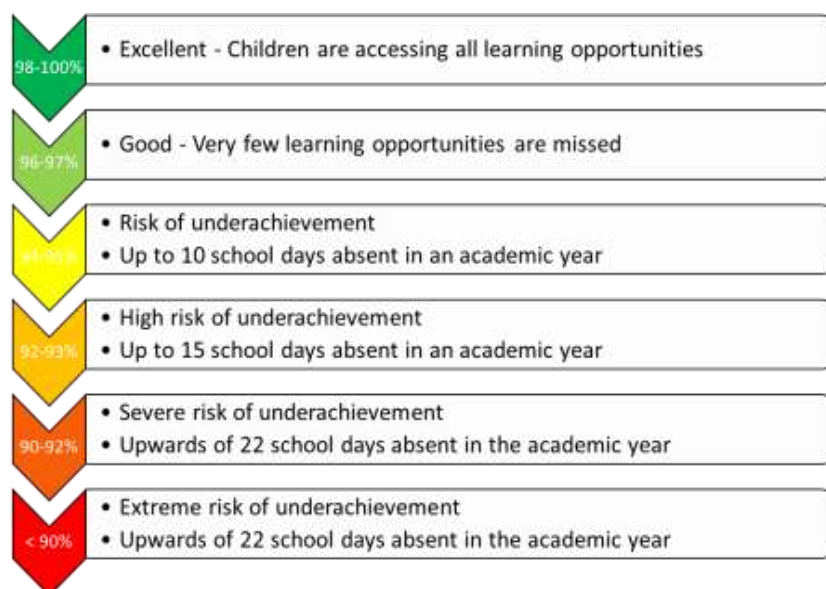 98-100%
• Excellent - Children are accessing all learning opportunities
96-97%
• Good - Very few learning opportunities are missed
94-95%
• Risk of underachievement
• Up to 10 school days absent in an academic year
92-93%
• High risk of underachievement
• Up to 15 school days absent in an academic year
90-92%
• Severe risk of underachievement
• Upwards of 22 school days absent in the academic year
< 90%
• Extreme risk of underachievement
• Upwards of 22 school days absent in the academic year